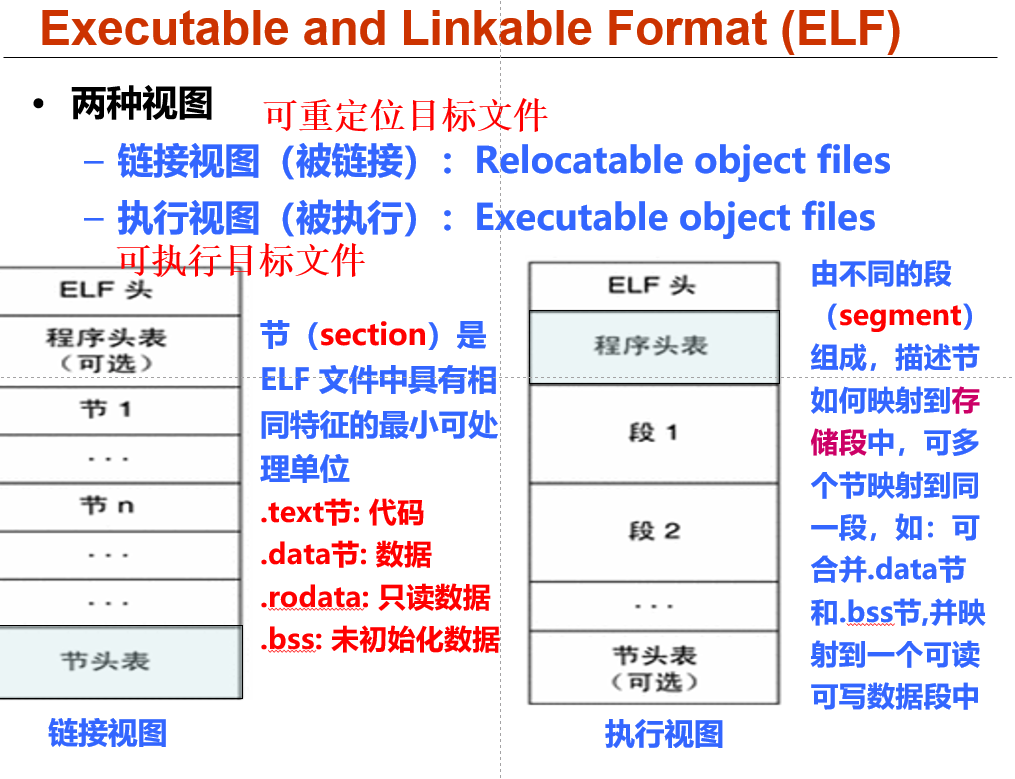 Executable and Linkable Format (ELF)
• 两种视图
可重定位目标文件
– 链接视图（被链接）：Relocatable object files
– 执行视图（被执行）：Executable object files
可执行目标文件
ELF 头
程序头表
（可选）
节 1
···
节 n
···
···
节头表
链接视图
节（section）是
ELF 文件中具有相
同特征的最小可处
理单位
.text节: 代码
.data节: 数据
.rodata: 只读数据
.bss: 未初始化数据
ELF 头
程序头表
段 1
段 2
···
节头表
（可选）
执行视图
由不同的段
（segment）
组成，描述节
如何映射到存
储段中，可多
个节映射到同
一段，如：可
合并.data节
和.bss节,并映
射到一个可读
可写数据段中